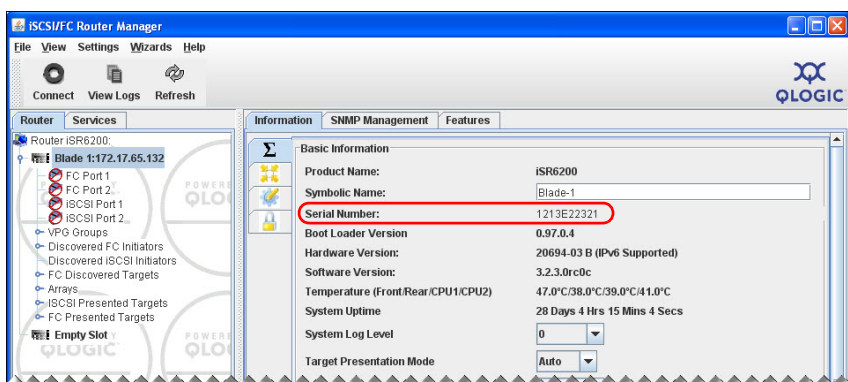 iSCSI/FC Router Manager
File View Settings Wizards Help
Connect View Logs Refresh
QLOGIC
Router Services
Information SNMP Management Features
Router iSR6200:
Blade 1:172.17.65.132
FC Port 1
FC Port 2
iSCSI Port 1
iSCSI Port 2
VPG Groups
Discovered FC Initiators
Discovered iSCSI Initiators
FC Discovered Targets
Arrays
ISCSI Presented Targets
FC Presented Targets
Empty Slot
QLOGIC
Σ
Basic Information
Product Name: iSR6200
Symbolic Name: Blade-1
Serial Number: 1213E22321
Boot Loader Version 0.97.0.4
Hardware Version: 20694-03 B (IPv6 Supported)
Software Version: 3.2.3.0rc0c
Temperature (Front/Rear/CPU1/CPU2) 47.0°C/38.0°C/39.0°C/41.0°C
System Uptime 28 Days 4 Hrs 15 Mins 4 Secs
System Log Level 0
Target Presentation Mode Auto